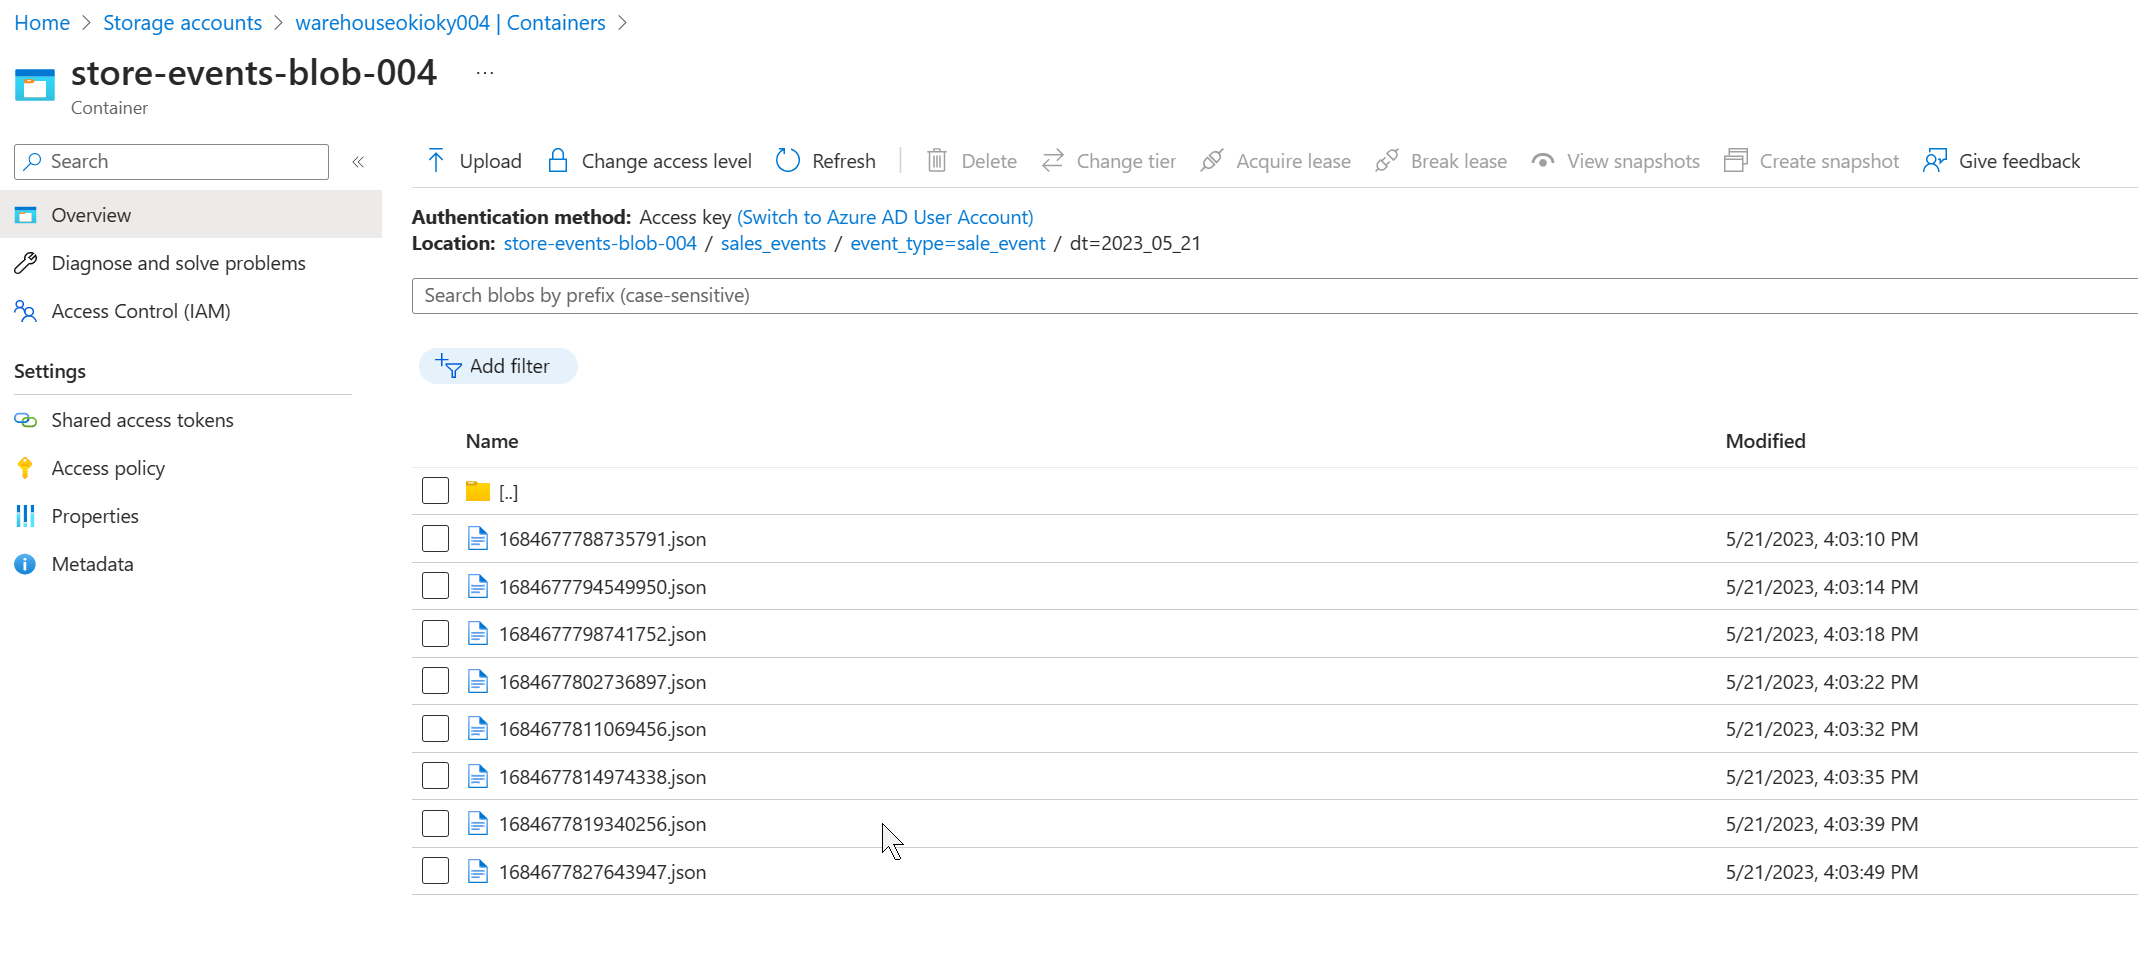 Home > Storage accounts > warehouseokioky004 | Containers >
store-events-blob-004 ...
Container
Search «
Upload Change access level Refresh Delete Change tier Acquire lease Break lease View snapshots Create snapshot Give feedback
Overview
Diagnose and solve problems
Access Control (IAM)
Settings
Shared access tokens
Access policy
Properties
Metadata
Authentication method: Access key (Switch to Azure AD User Account)
Location: store-events-blob-004 / sales_events / event_type=sale_event / dt=2023_05_21
Search blobs by prefix (case-sensitive)
Add filter
Name Modified
[..]
1684677788735791.json 5/21/2023, 4:03:10 PM
1684677794549950.json 5/21/2023, 4:03:14 PM
1684677798741752.json 5/21/2023, 4:03:18 PM
1684677802736897.json 5/21/2023, 4:03:22 PM
1684677811069456.json 5/21/2023, 4:03:32 PM
1684677814974338.json 5/21/2023, 4:03:35 PM
1684677819340256.json 5/21/2023, 4:03:39 PM
1684677827643947.json 5/21/2023, 4:03:49 PM